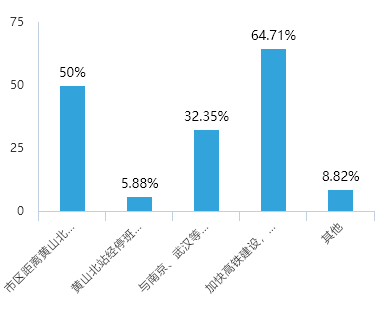 75
50
25
0
50%
5.88%
32.35%
64.71%
8.82%
市区距离黄山北...
黄山北站经停班...
与南京、武汉等...
加快高铁建设，...
其他